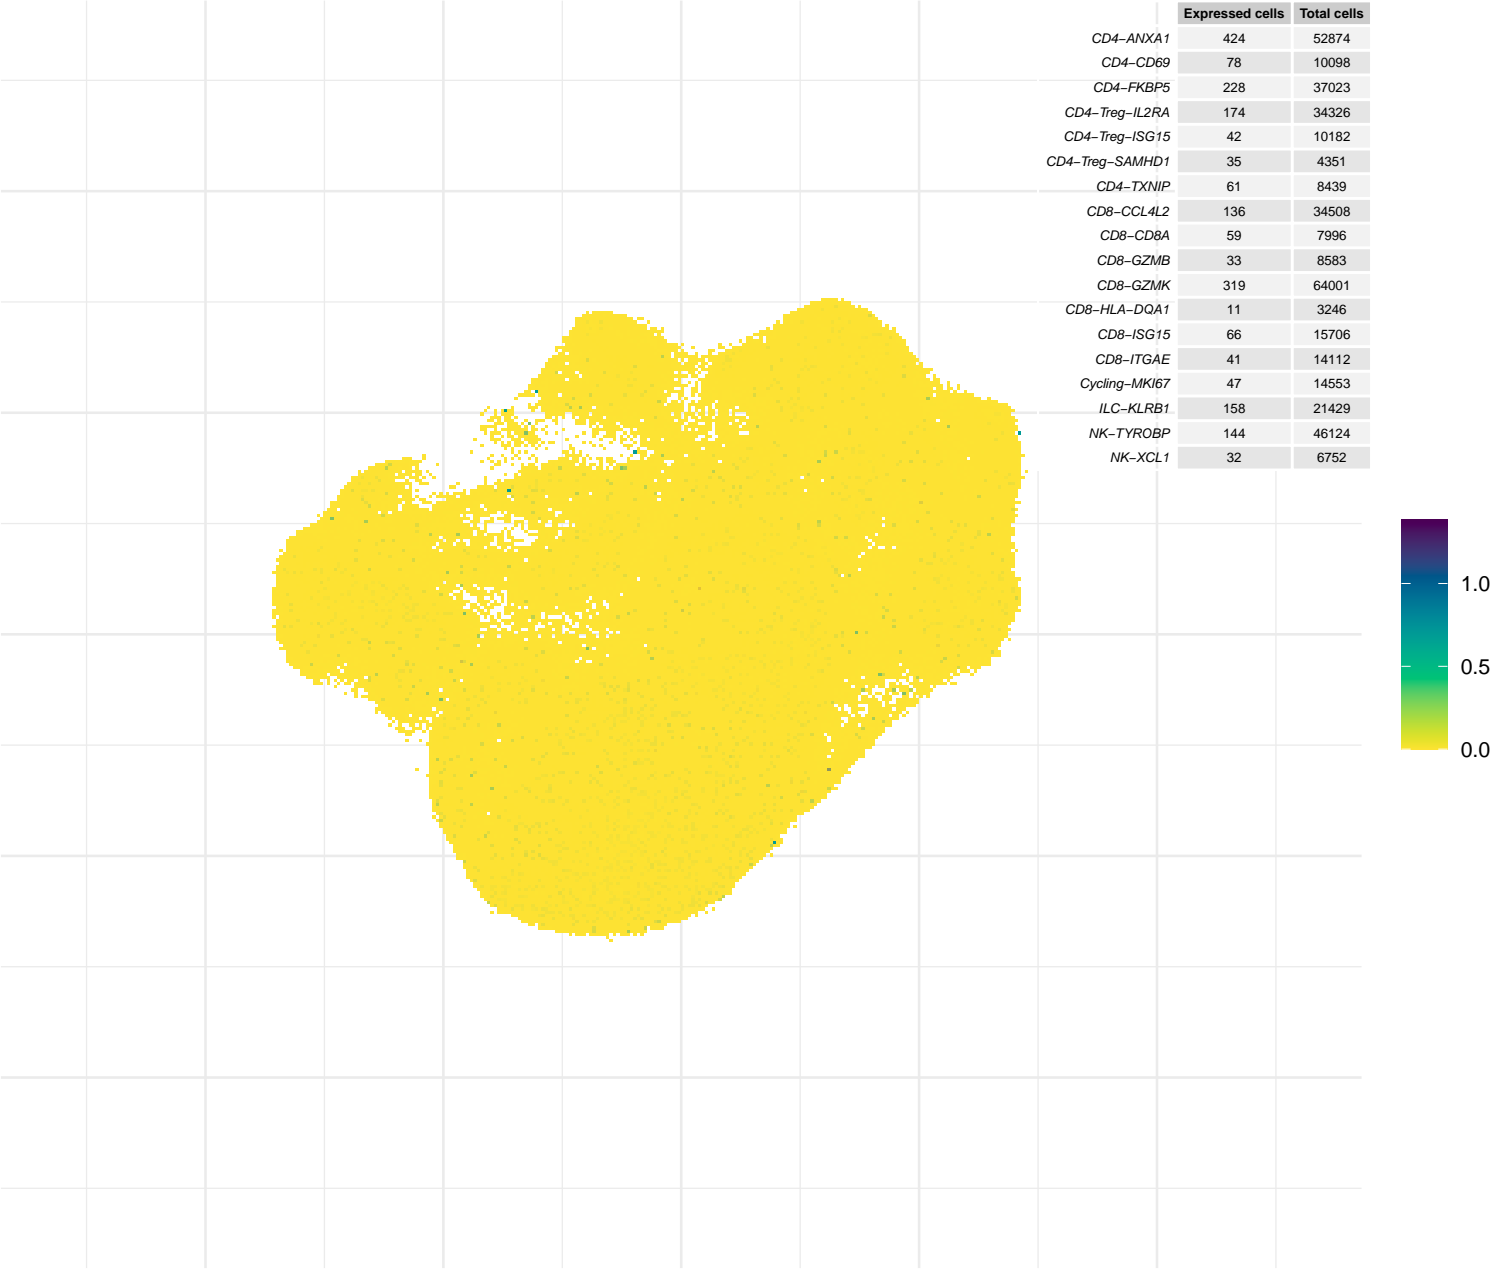 Expressed cells Total cells
CD4−ANXA1 424 52874
CD4−CD69 78 10098
CD4−FKBP5 228 37023
CD4−Treg−IL2RA 174 34326
CD4−Treg−ISG15 42 10182
CD4−Treg−SAMHD1 35 4351
CD4−TXNIP 61 8439
CD8−CCL4L2 136 34508
CD8−CD8A 59 7996
CD8−GZMB 33 8583
CD8−GZMK 319 64001
CD8−HLA−DQA1 11 3246
CD8−ISG15 66 15706
CD8−ITGAE 41 14112
Cycling−MKI67 47 14553
ILC−KLRB1 158 21429
NK−TYROBP 144 46124
NK−XCL1 32 6752
1.0
0.5
0.0